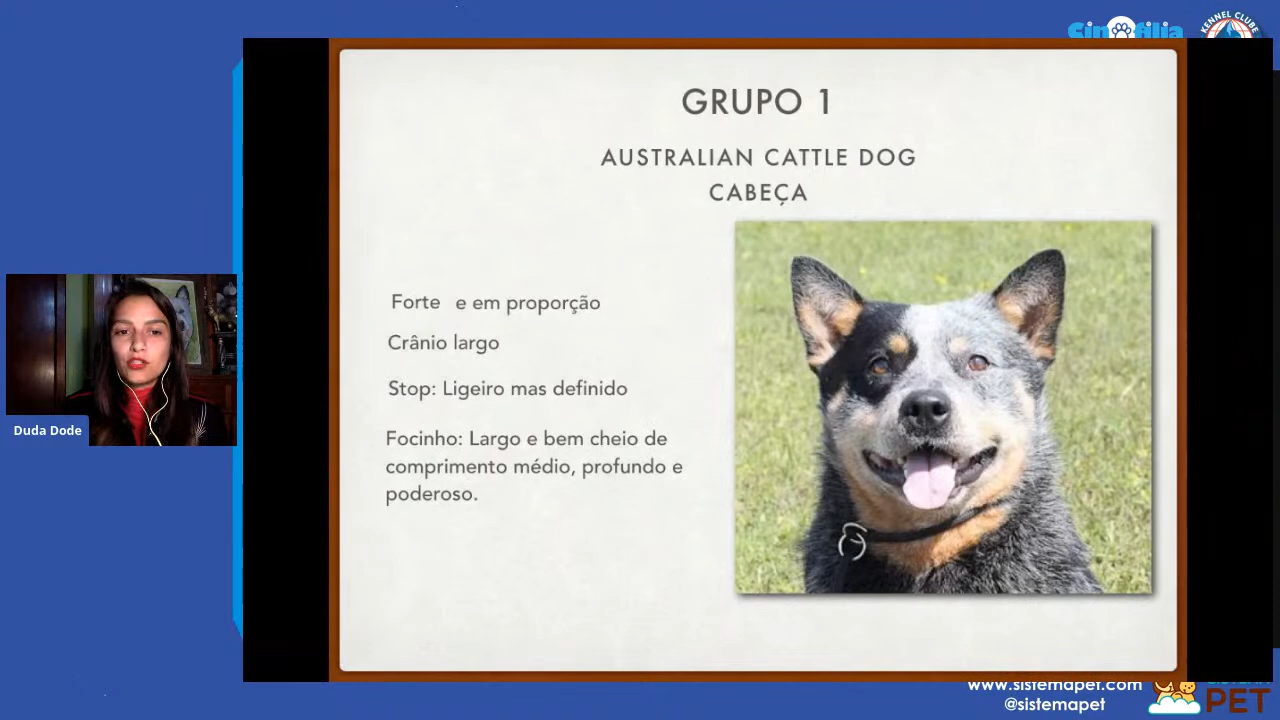 Cinofilia
KENNEL CLUBE
GRUPO 1
AUSTRALIAN CATTLE DOG
CABEÇA
Forte e em proporção
Crânio largo
Stop: Ligeiro mas definido
Focinho: Largo e bem cheio de
comprimento médio, profundo e
poderoso.
Duda Dode
www.sistemapet.com
@sistemapet
PET